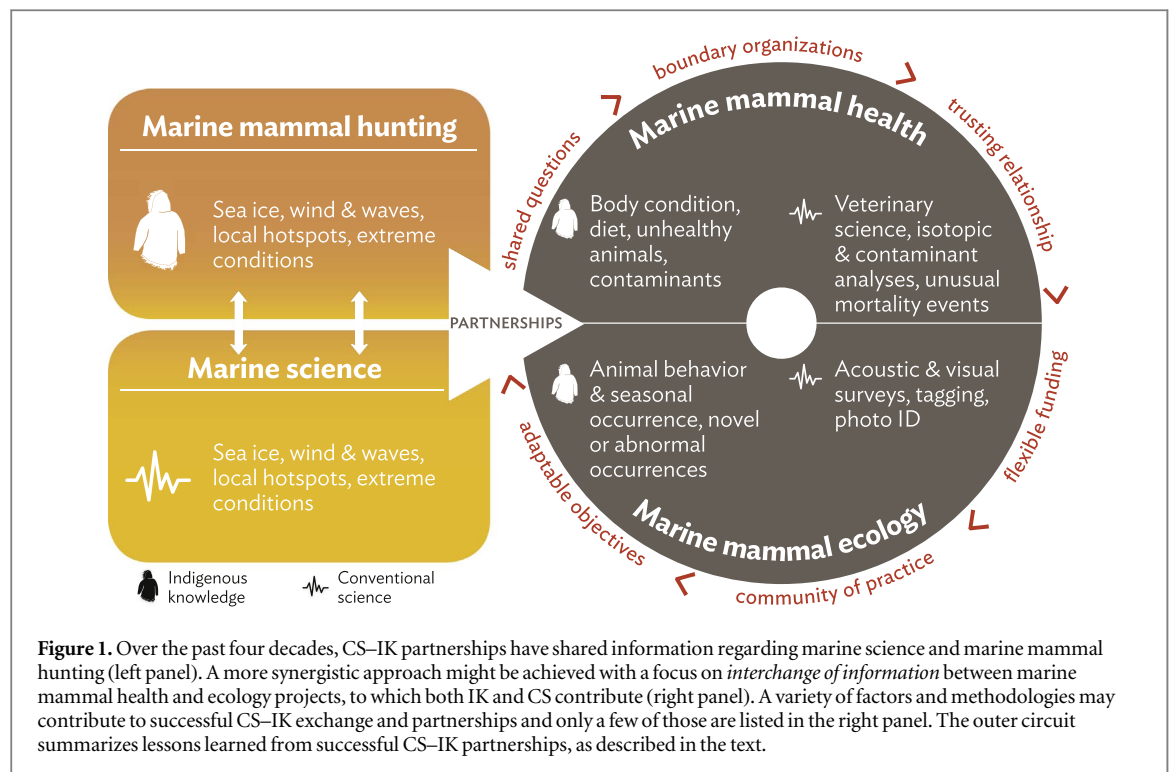 Marine mammal hunting
Sea ice, wind & waves,
local hotspots, extreme
conditions
Marine science
Sea ice, wind & waves,
local hotspots, extreme
conditions
Indigenous
knowledge
Conventional
science
PARTNERSHIPS
shared questions
boundary organizations
trusting relationship
flexible funding
community of practice
adaptable objectives
Marine mammal health
Body condition,
diet, unhealthy
animals,
contaminants
Veterinary
science, isotopic
& contaminant
analyses, unusual
mortality events
Animal behavior
& seasonal
occurrence, novel
or abnormal
occurrences
Acoustic & visual
surveys, tagging,
photo ID
Marine mammal ecology
Figure 1. Over the past four decades, CS–IK partnerships have shared information regarding marine science and marine mammal
hunting (left panel). A more synergistic approach might be achieved with a focus on interchange of information between marine
mammal health and ecology projects, to which both IK and CS contribute (right panel). A variety of factors and methodologies may
contribute to successful CS–IK exchange and partnerships and only a few of those are listed in the right panel. The outer circuit
summarizes lessons learned from successful CS–IK partnerships, as described in the text.